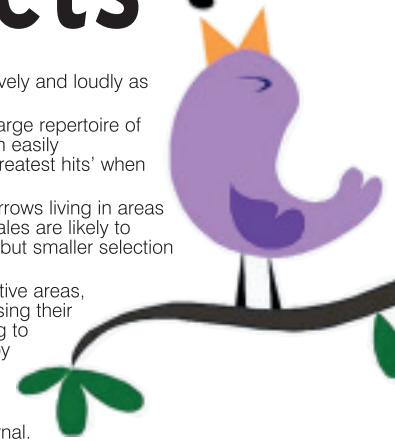 cts
vely and loudly as
arge repertoire of
n easily
reatest hits' when
rrows living in areas
ales are likely to
but smaller selection
tive areas,
sing their
g to
y
nal.